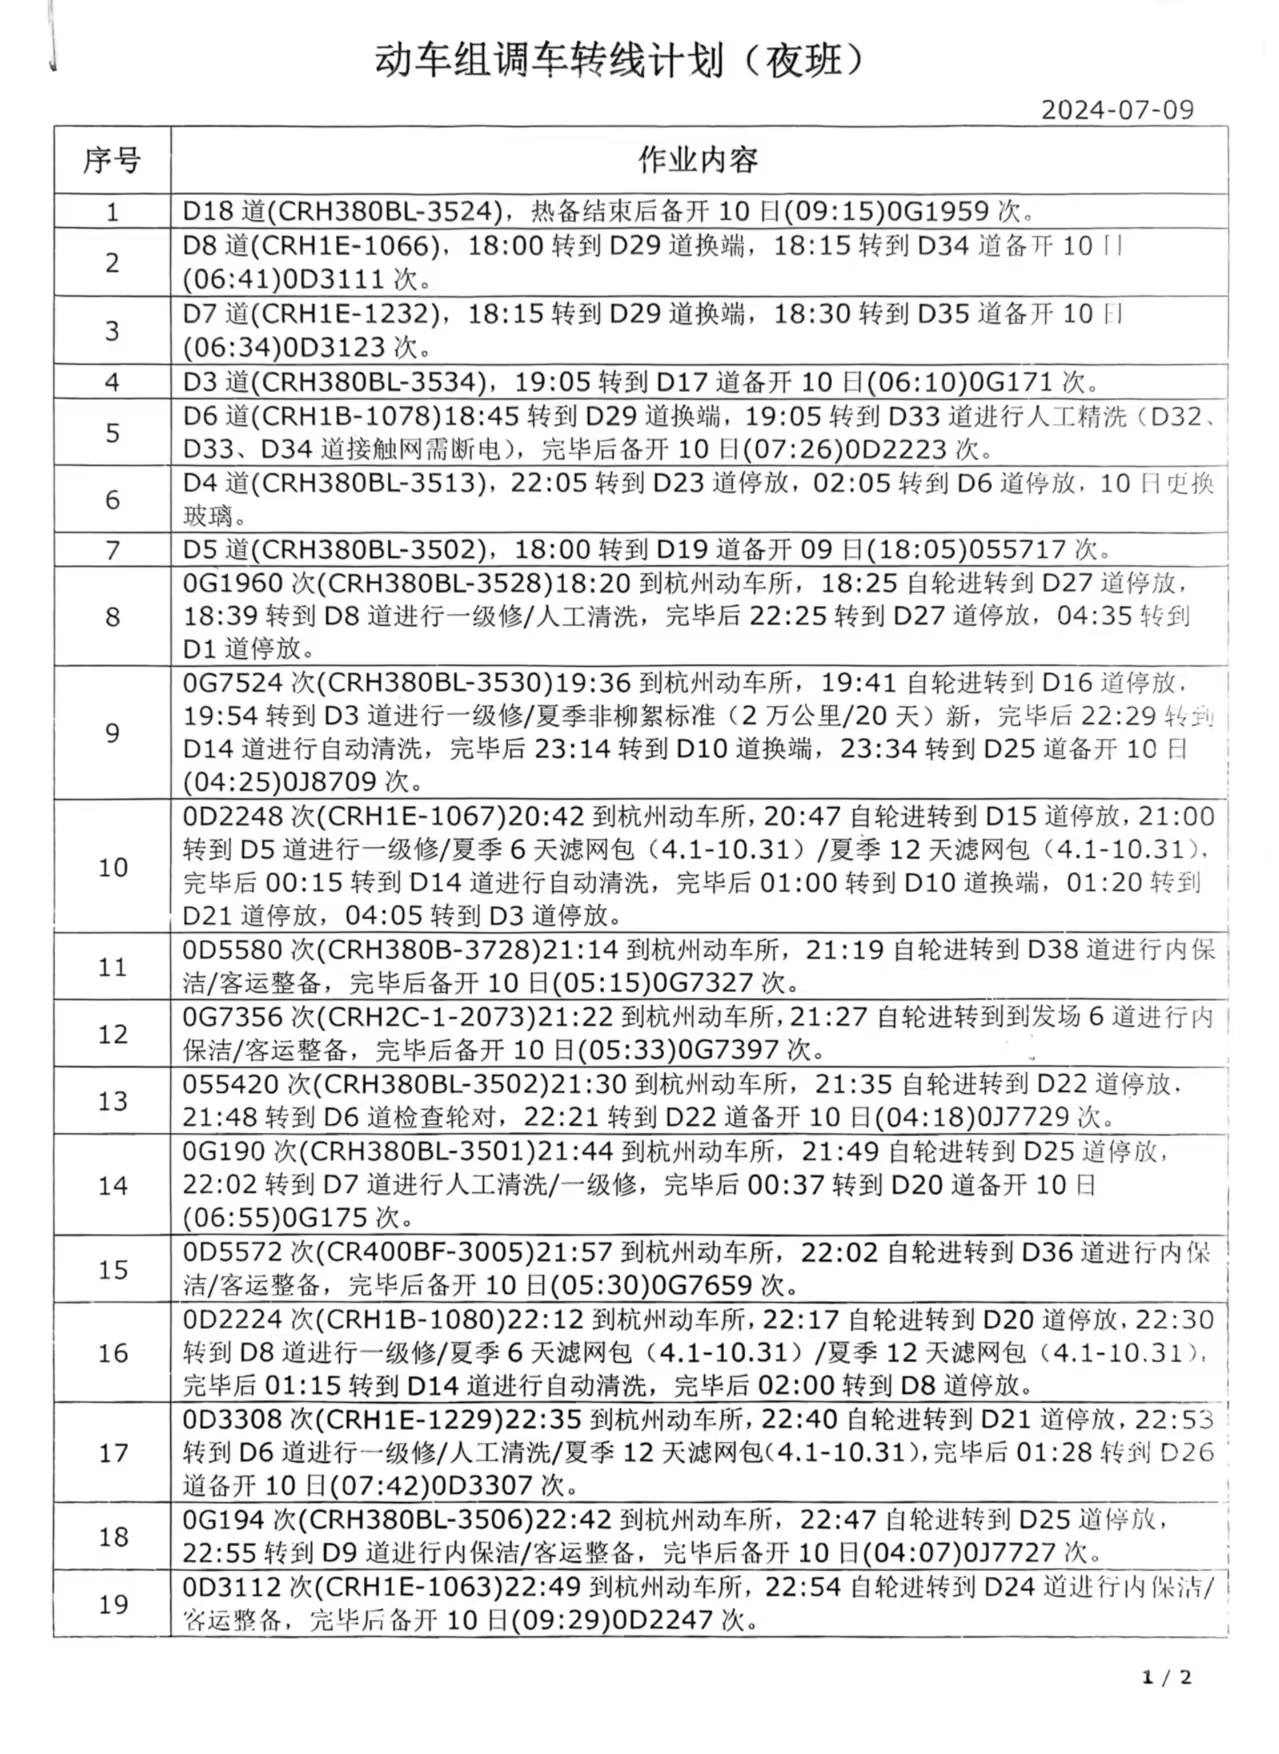 动车组调车转线计划（夜班）
2024-07-09
序号 作业内容
1 D18 道(CRH380BL-3524)，热备结束后备开 10 日(09:15)0G1959 次。
2 D8 道(CRH1E-1066)，18:00 转到 D29 道换端，18:15 转到 D34 道备开 10 日
(06:41)0D3111 次。
3 D7 道(CRH1E-1232)，18:15 转到 D29 道换端，18:30 转到 D35 道备开 10 日
(06:34)0D3123 次。
4 D3 道(CRH380BL-3534)，19:05 转到 D17 道备开 10 日(06:10)0G171 次。
5 D6 道(CRH1B-1078)18:45 转到 D29 道换端，19:05 转到 D33 道进行人工精洗（D32、
D33、D34 道接触网需断电），完毕后备开 10 日(07:26)0D2223 次。
6 D4 道(CRH380BL-3513)，22:05 转到 D23 道停放，02:05 转到 D6 道停放，10 日更换
玻璃。
7 D5 道(CRH380BL-3502)，18:00 转到 D19 道备开 09 日(18:05)055717 次。
8 0G1960 次(CRH380BL-3528)18:20 到杭州动车所，18:25 自轮进转到 D27 道停放，
18:39 转到 D8 道进行一级修/人工清洗，完毕后 22:25 转到 D27 道停放，04:35 转到
D1 道停放。
9 0G7524 次(CRH380BL-3530)19:36 到杭州动车所，19:41 自轮进转到 D16 道停放，
19:54 转到 D3 道进行一级修/夏季非柳絮标准（2 万公里/20 天）新，完毕后 22:29 转到
D14 道进行自动清洗，完毕后 23:14 转到 D10 道换端，23:34 转到 D25 道备开 10 日
(04:25)0J8709 次。
10 0D2248 次(CRH1E-1067)20:42 到杭州动车所，20:47 自轮进转到 D15 道停放，21:00
转到 D5 道进行一级修/夏季 6 天滤网包（4.1-10.31）/夏季 12 天滤网包（4.1-10.31），
完毕后 00:15 转到 D14 道进行自动清洗，完毕后 01:00 转到 D10 道换端，01:20 转到
D21 道停放，04:05 转到 D3 道停放。
11 0D5580 次(CRH380B-3728)21:14 到杭州动车所，21:19 自轮进转到 D38 道进行内保
洁/客运整备，完毕后备开 10 日(05:15)0G7327 次。
12 0G7356 次(CRH2C-1-2073)21:22 到杭州动车所，21:27 自轮进转到到发场 6 道进行内
保洁/客运整备，完毕后备开 10 日(05:33)0G7397 次。
13 055420 次(CRH380BL-3502)21:30 到杭州动车所，21:35 自轮进转到 D22 道停放，
21:48 转到 D6 道检查轮对，22:21 转到 D22 道备开 10 日(04:18)0J7729 次。
14 0G190 次(CRH380BL-3501)21:44 到杭州动车所，21:49 自轮进转到 D25 道停放，
22:02 转到 D7 道进行人工清洗/一级修，完毕后 00:37 转到 D20 道备开 10 日
(06:55)0G175 次。
15 0D5572 次(CR400BF-3005)21:57 到杭州动车所，22:02 自轮进转到 D36 道进行内保
洁/客运整备，完毕后备开 10 日(05:30)0G7659 次。
16 0D2224 次(CRH1B-1080)22:12 到杭州动车所，22:17 自轮进转到 D20 道停放，22:30
转到 D8 道进行一级修/夏季 6 天滤网包（4.1-10.31）/夏季 12 天滤网包（4.1-10.31），
完毕后 01:15 转到 D14 道进行自动清洗，完毕后 02:00 转到 D8 道停放。
17 0D3308 次(CRH1E-1229)22:35 到杭州动车所，22:40 自轮进转到 D21 道停放，22:53
转到 D6 道进行一级修/人工清洗/夏季 12 天滤网包(4.1-10.31)，完毕后 01:28 转到 D26
道备开 10 日(07:42)0D3307 次。
18 0G194 次(CRH380BL-3506)22:42 到杭州动车所，22:47 自轮进转到 D25 道停放，
22:55 转到 D9 道进行内保洁/客运整备，完毕后备开 10 日(04:07)0J7727 次。
19 0D3112 次(CRH1E-1063)22:49 到杭州动车所，22:54 自轮进转到 D24 道进行内保洁/
客运整备，完毕后备开 10 日(09:29)0D2247 次。
1 / 2